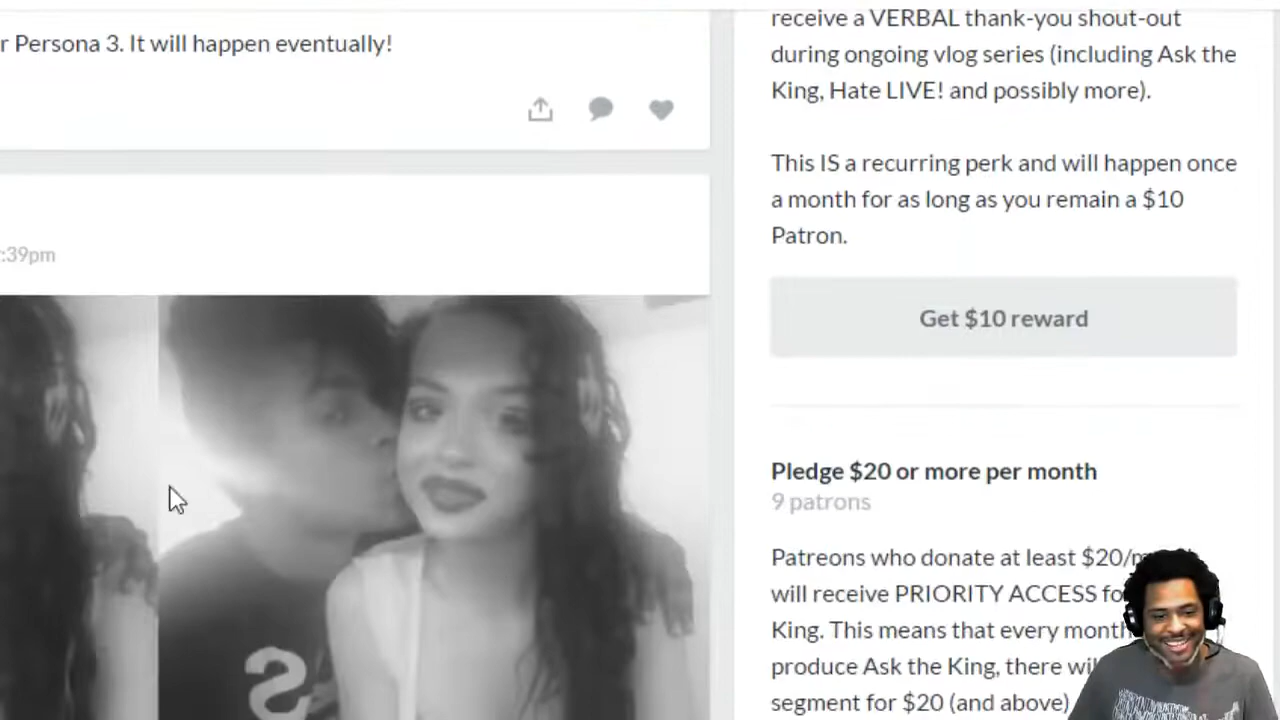 r Persona 3. It will happen eventually!
:39pm
S
receive a VERBAL thank-you shout-out
during ongoing vlog series (including Ask the
King, Hate LIVE! and possibly more).
This IS a recurring perk and will happen once
a month for as long as you remain a $10
Patron.
Get $10 reward
Pledge $20 or more per month
9 patrons
Patreons who donate at least $20/m
will receive PRIORITY ACCESS fo
King. This means that every month
produce Ask the King, there wil
segment for $20 (and above)